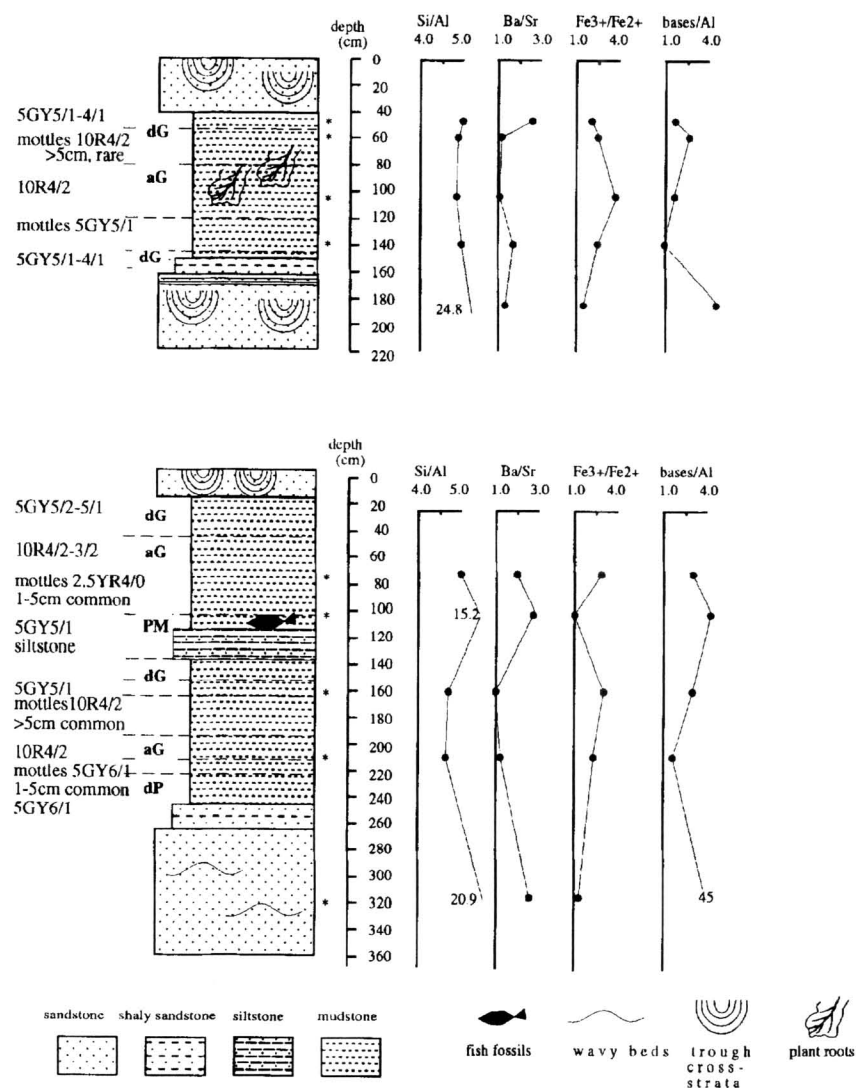 depth
(cm)
Si/Al
4.0 5.0
Ba/Sr
1.0 3.0
Fe3+/Fe2+
1.0 4.0
bases/Al
1.0 4.0
0
20
40
60
80
100
120
140
160
180
200
220
5GY5/1-4/1
dG
mottles 10R4/2
>5cm, rare
aG
10R4/2
mottles 5GY5/1
5GY5/1-4/1
dG
*
*
*
*
24.8
depth
(cm)
Si/Al
4.0 5.0
Ba/Sr
1.0 3.0
Fe3+/Fe2+
1.0 4.0
bases/Al
1.0 4.0
0
20
40
60
80
100
120
140
160
200
220
240
260
280
300
320
330
360
5GY5/2-5/1
dG
10R4/2-3/2
aG
mottles 2.5YR4/0
1-5cm common
PM
5GY5/1
siltstone
dG
5GY5/1
mottles10R4/2
>5cm common
10R4/2
aG
mottles 5GY6/1
1-5cm common
dP
5GY6/1
*
*
*
*
*
15.2
20.9
45
sandstone shaly sandstone siltstone mudstone
fish fossils wavy beds trough cross-strata plant roots